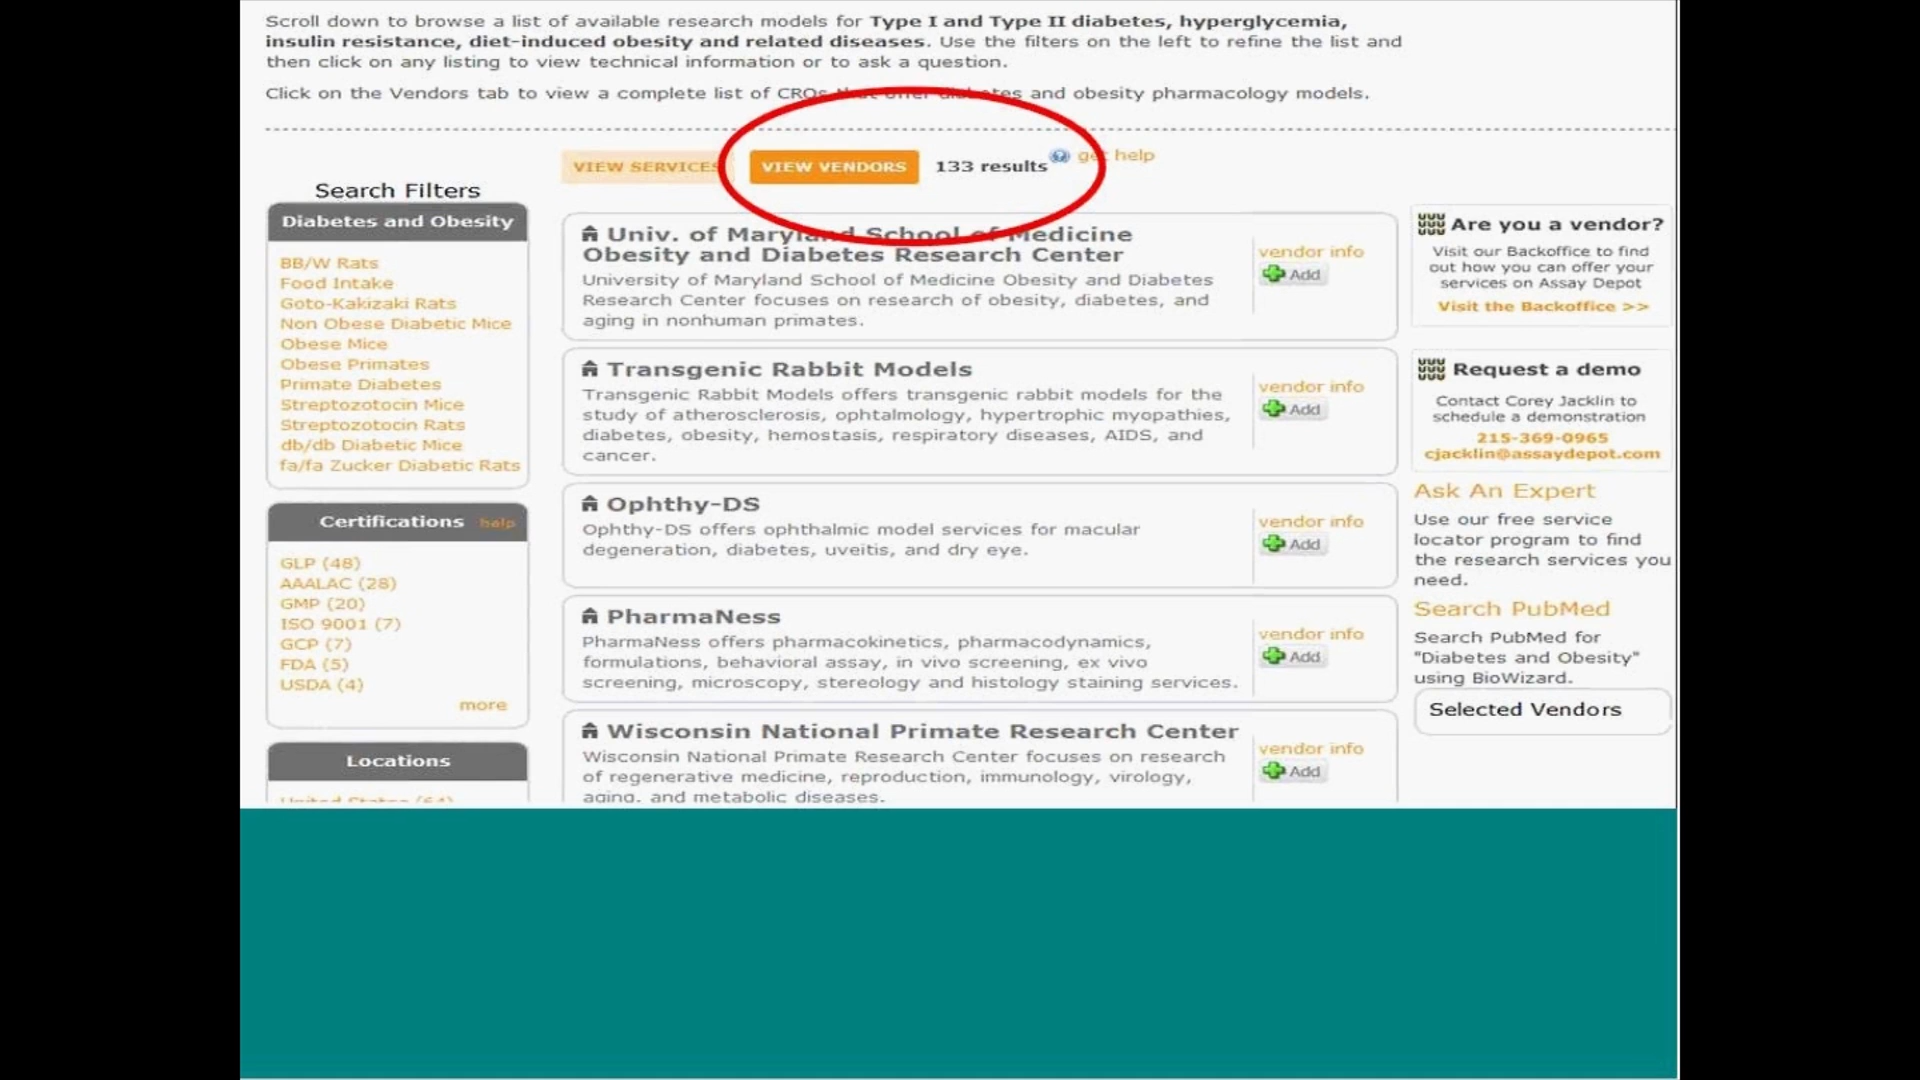 Scroll down to browse a list of available research models for Type I and Type II diabetes, hyperglycemia,
insulin resistance, diet-induced obesity and related diseases. Use the filters on the left to refine the list and
then click on any listing to view technical information or to ask a question.
Click on the Vendors tab to view a complete list of CROs that offer diabetes and obesity pharmacology models.
VIEW SERVICES
VIEW VENDORS
133 results
get help
Search Filters
Diabetes and Obesity
BB/W Rats
Food Intake
Goto-Kakizaki Rats
Non Obese Diabetic Mice
Obese Mice
Obese Primates
Primate Diabetes
Streptozotocin Mice
Streptozotocin Rats
db/db Diabetic Mice
fa/fa Zucker Diabetic Rats
Certifications help
GLP (48)
AAALAC (28)
GMP (20)
ISO 9001 (7)
GCP (7)
FDA (5)
USDA (4)
more
Locations
United States (64)
Univ. of Maryland School of Medicine
Obesity and Diabetes Research Center
University of Maryland School of Medicine Obesity and Diabetes
Research Center focuses on research of obesity, diabetes, and
aging in nonhuman primates.
vendor info
Add
Transgenic Rabbit Models
Transgenic Rabbit Models offers transgenic rabbit models for the
study of atherosclerosis, ophtalmology, hypertrophic myopathies,
diabetes, obesity, hemostasis, respiratory diseases, AIDS, and
cancer.
vendor info
Add
Ophthy-DS
Ophthy-DS offers ophthalmic model services for macular
degeneration, diabetes, uveitis, and dry eye.
vendor info
Add
PharmaNess
PharmaNess offers pharmacokinetics, pharmacodynamics,
formulations, behavioral assay, in vivo screening, ex vivo
screening, microscopy, stereology and histology staining services.
vendor info
Add
Wisconsin National Primate Research Center
Wisconsin National Primate Research Center focuses on research
of regenerative medicine, reproduction, immunology, virology,
aging, and metabolic diseases.
vendor info
Add
Are you a vendor?
Visit our Backoffice to find
out how you can offer your
services on Assay Depot
Visit the Backoffice >>
Request a demo
Contact Corey Jacklin to
schedule a demonstration
215-369-0965
cjacklin@assaydepot.com
Ask An Expert
Use our free service
locator program to find
the research services you
need.
Search PubMed
Search PubMed for
"Diabetes and Obesity"
using BioWizard.
Selected Vendors